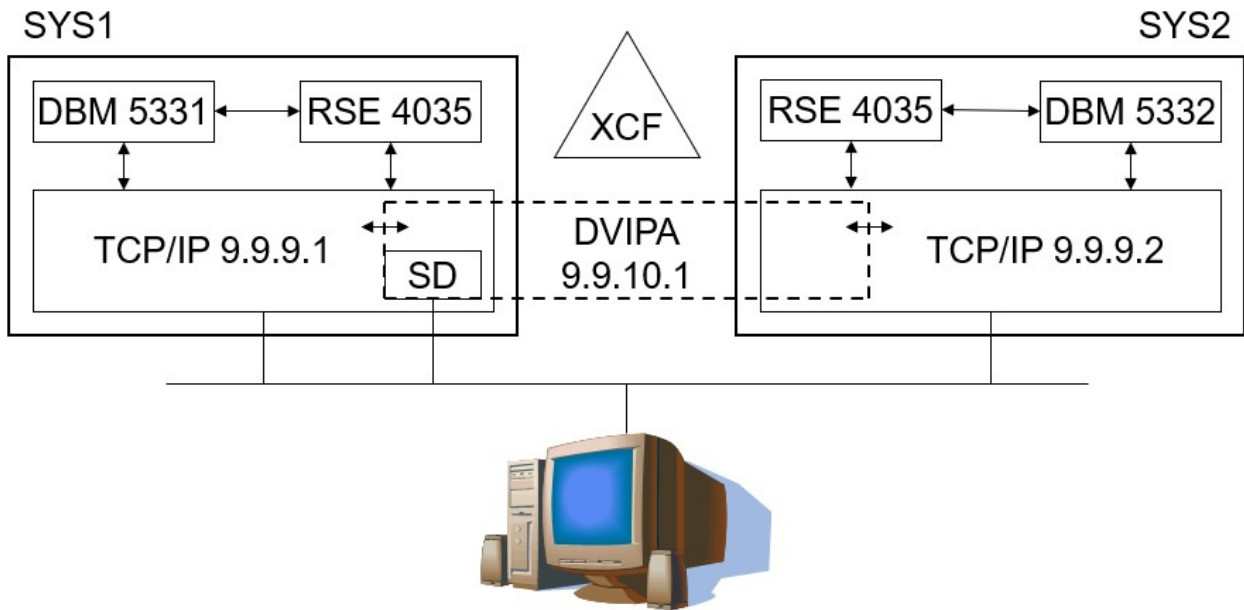 SYS1
SYS2
DBM 5331
RSE 4035
XCF
RSE 4035
DBM 5332
TCP/IP 9.9.9.1
SD
DVIPA
9.9.10.1
TCP/IP 9.9.9.2